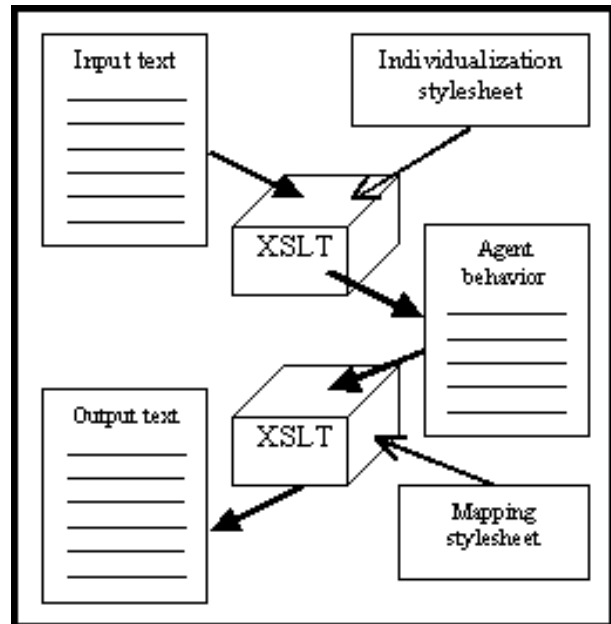 Input text
Individualization
stylesheet
XSLT
Agent
behavior
XSLT
Output text
Mapping
stylesheet